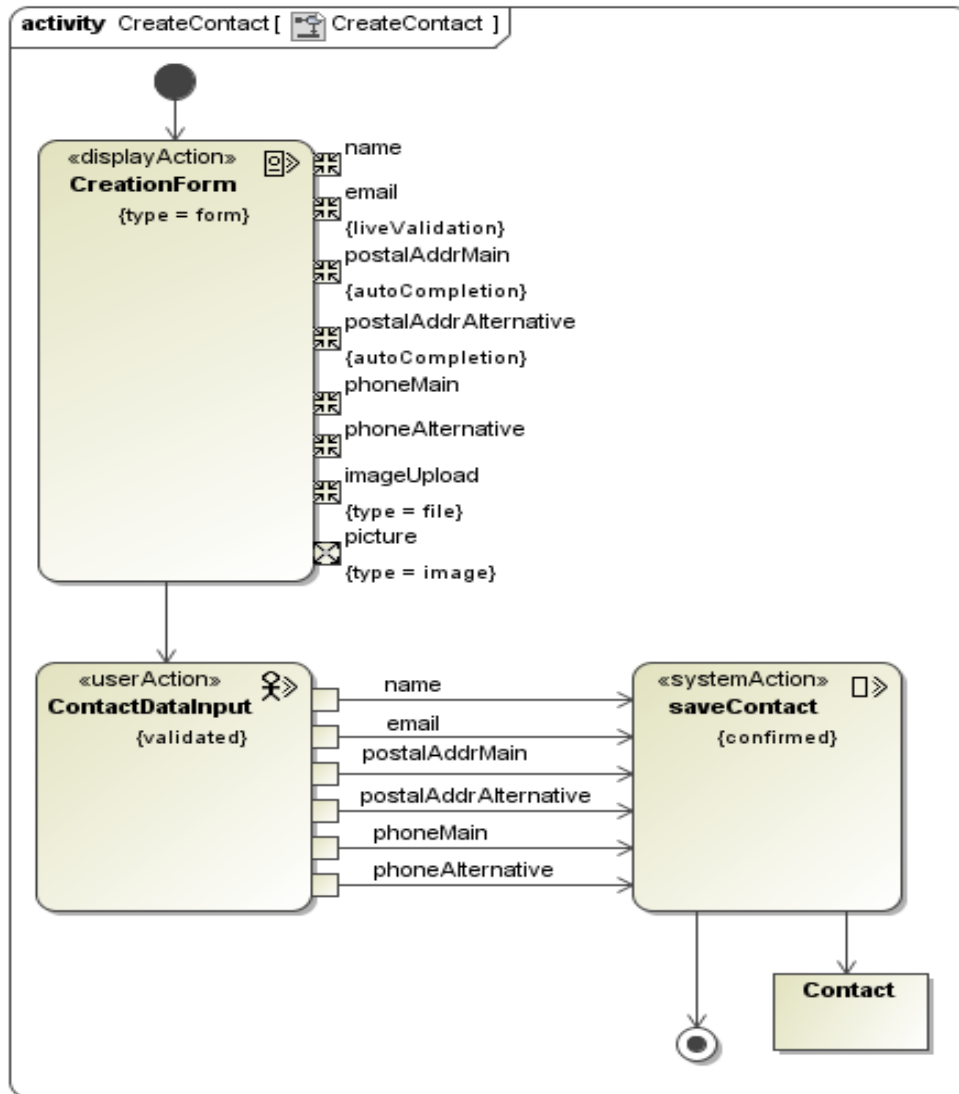 activity CreateContact [ CreateContact ]
«displayAction»
CreationForm
{type = form}
name
email
{liveValidation}
postalAddrMain
{autoCompletion}
postalAddrAlternative
{autoCompletion}
phoneMain
phoneAlternative
imageUpload
{type = file}
picture
{type = image}
«userAction»
ContactDataInput
{validated}
name
email
postalAddrMain
postalAddrAlternative
phoneMain
phoneAlternative
«systemAction»
saveContact
{confirmed}
Contact